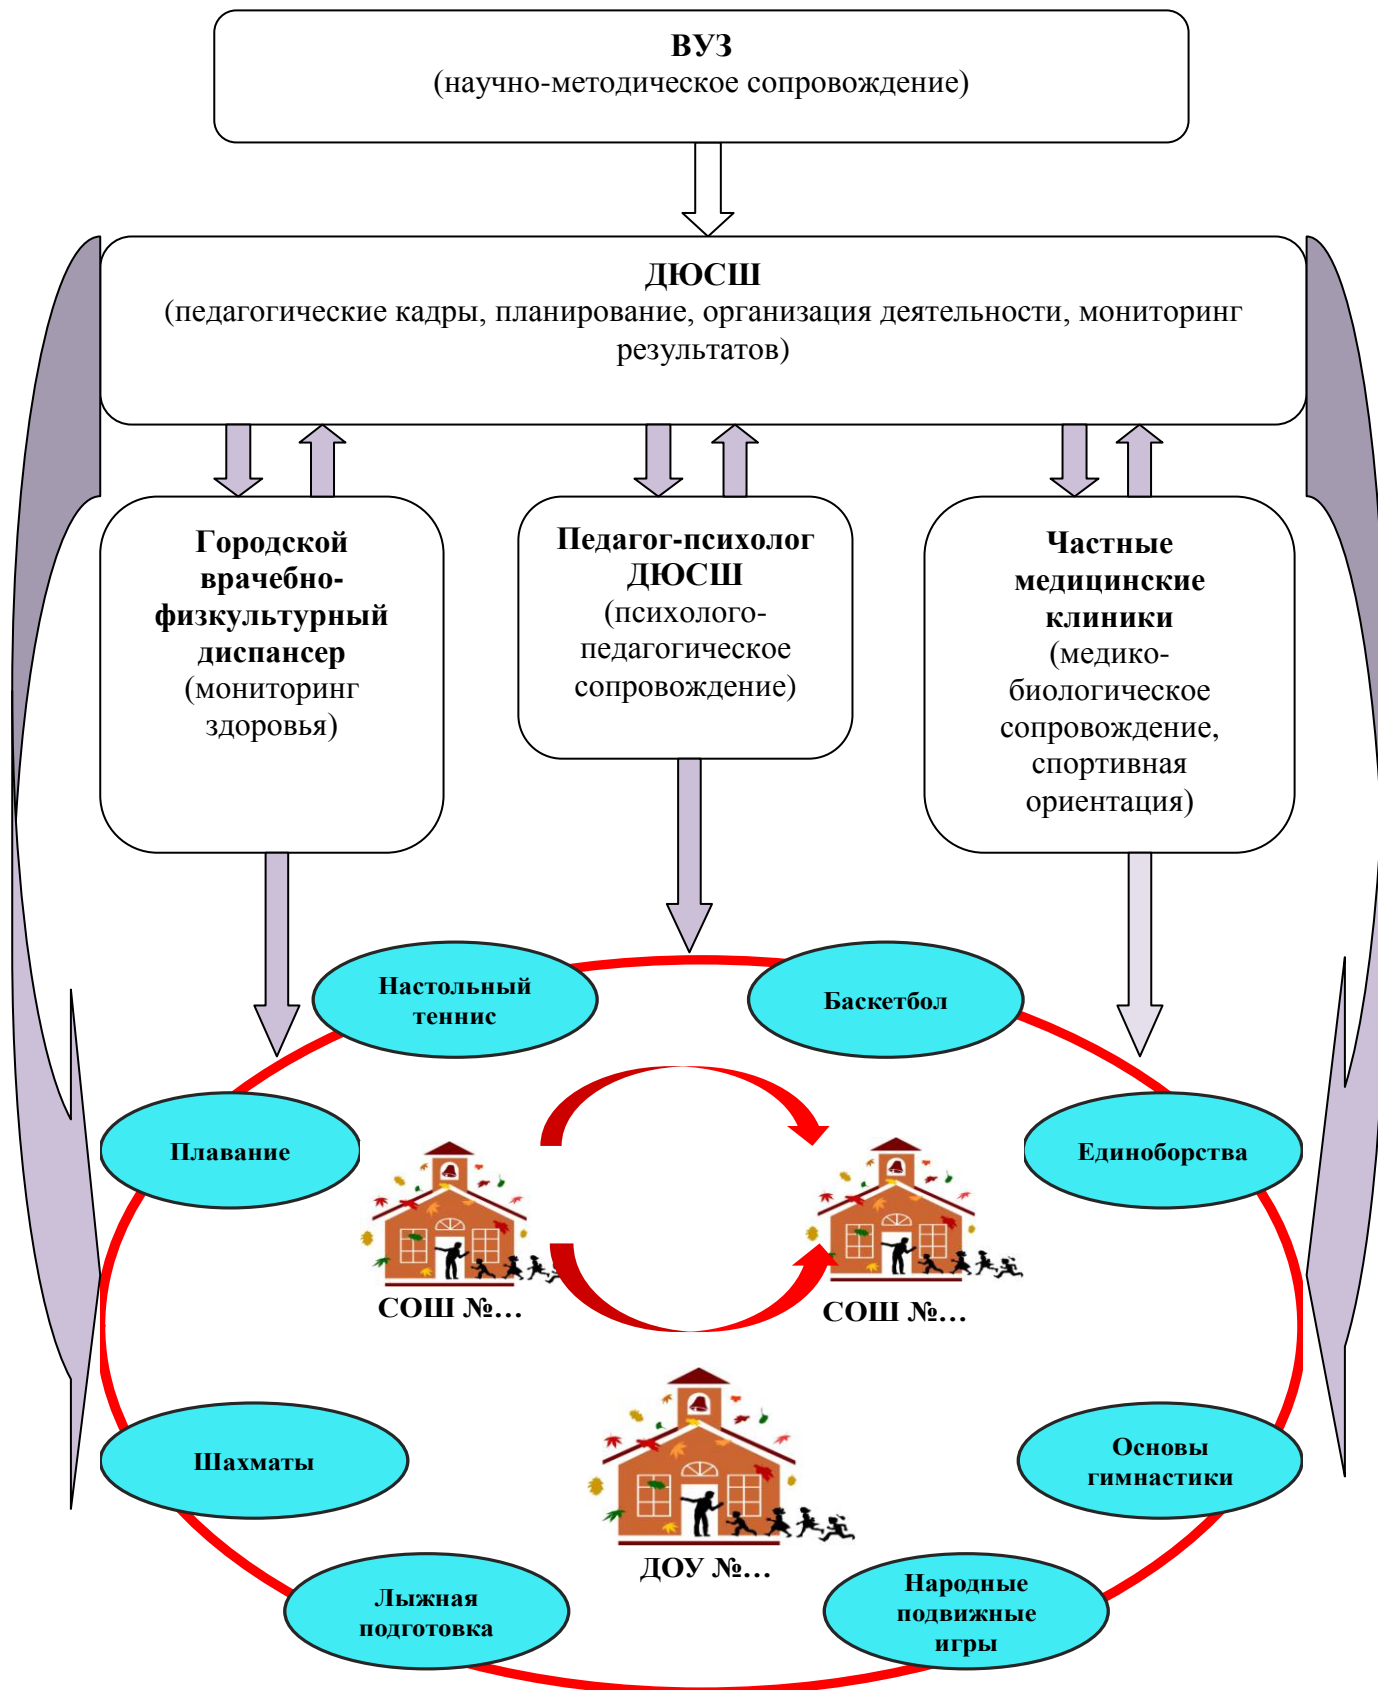 ВУЗ
(научно-методическое сопровождение)
ДЮСШ
(педагогические кадры, планирование, организация деятельности, мониторинг
результатов)
Городской
врачебно-
физкультурный
диспансер
(мониторинг
здоровья)
Педагог-психолог
ДЮСШ
(психолого-
педагогическое
сопровождение)
Частные
медицинские
клиники
(медико-
биологическое
сопровождение,
спортивная
ориентация)
Настольный
теннис
Баскетбол
Плавание
Единоборства
СОШ №…
СОШ №…
Шахматы
Основы
гимнастики
ДОУ №…
Лыжная
подготовка
Народные
подвижные
игры